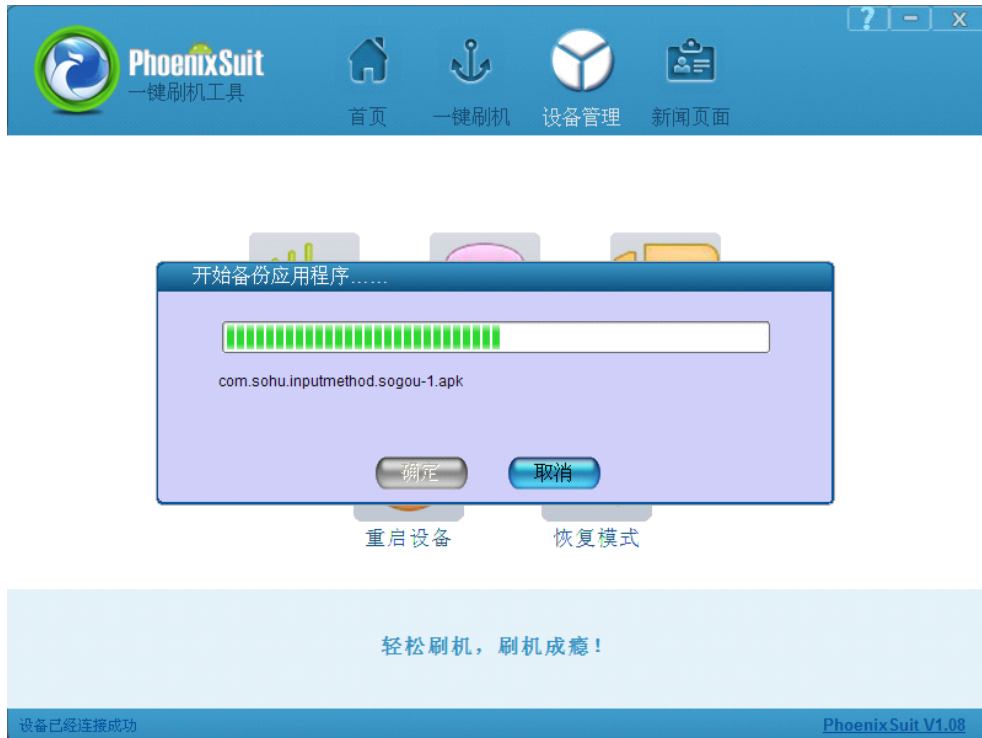 ? - x
PhoenixSuit
一键刷机工具
首页 一键刷机 设备管理 新闻页面
开始备份应用程序……
com.sohu.inputmethod.sogou-1.apk
确定 取消
重启设备 恢复模式
轻松刷机，刷机成瘾！
设备已经连接成功 PhoenixSuit V1.08